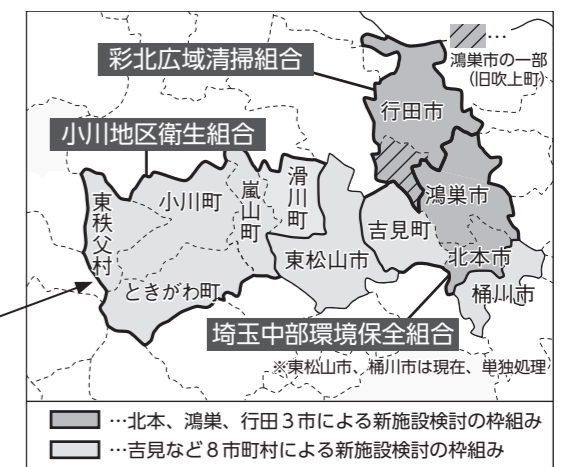 …
鴻巣市の一部
(旧吹上町)
彩北広域清掃組合
行田市
小川地区衛生組合
滑川町
嵐山町
小川町
東秩父村
鴻巣市
吉見町
東松山市
北本市
桶川市
ときがわ町
埼玉中部環境保全組合
※東松山市、桶川市は現在、単独処理
…北本、鴻巣、行田3市による新施設検討の枠組み
…吉見など8市町村による新施設検討の枠組み